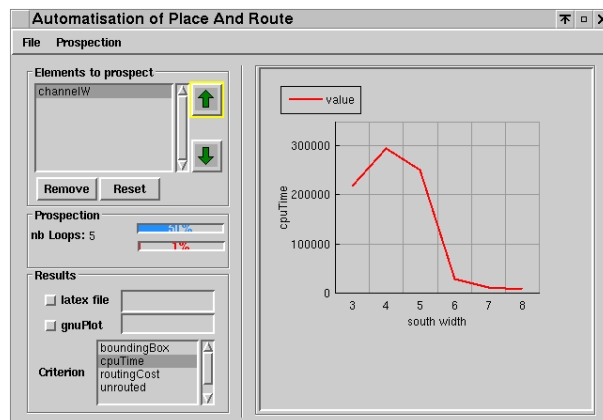 Automatisation of Place And Route
File Prospection
Elements to prospect
channelW
Remove Reset
Prospection
nb Loops: 5
50%
1%
Results
latex file
gnuPlot
Criterion
boundingBox
cpuTime
routingCost
unrouted
value
cpuTime
300000
200000
100000
0
3 4 5 6 7 8
south width